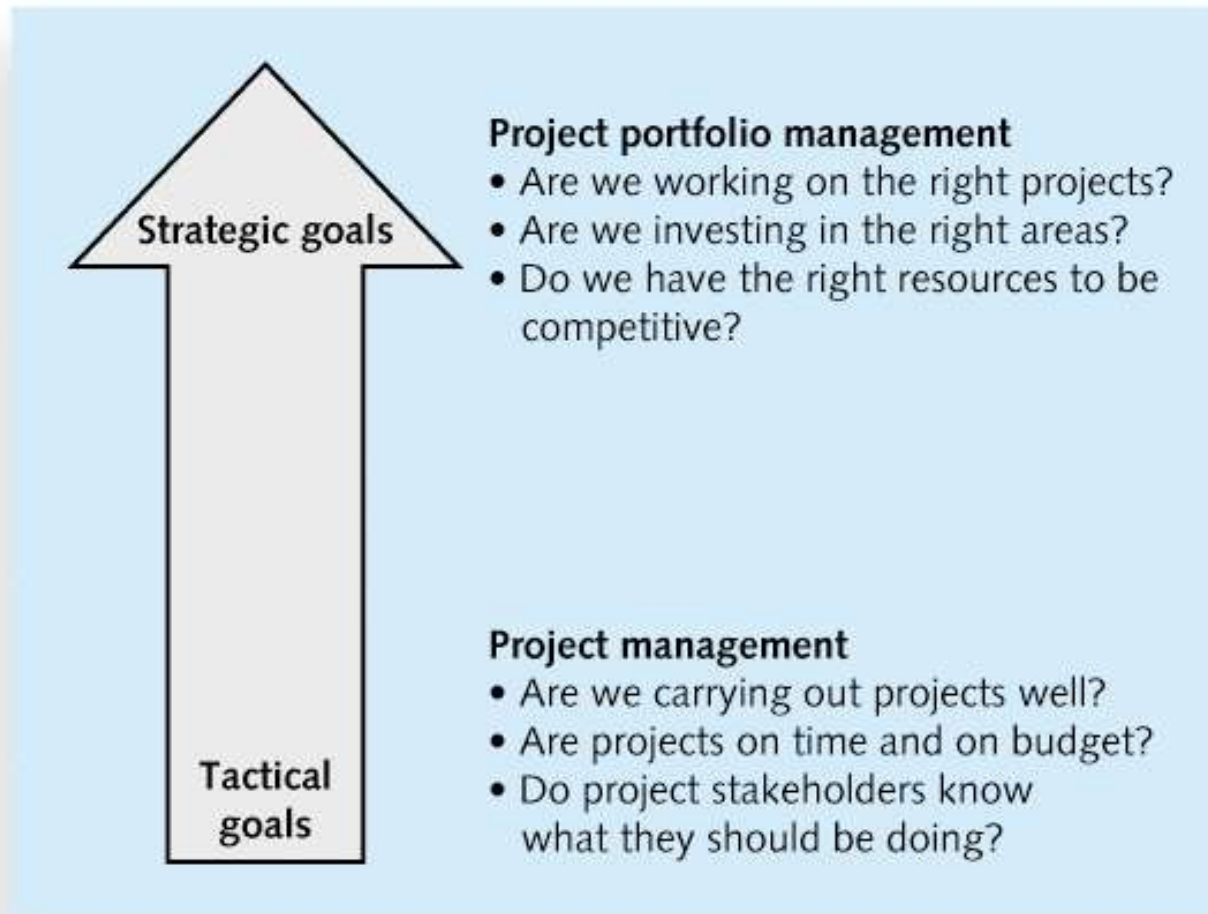 Strategic goals
Project portfolio management
• Are we working on the right projects?
• Are we investing in the right areas?
• Do we have the right resources to be
competitive?
Tactical
goals
Project management
• Are we carrying out projects well?
• Are projects on time and on budget?
• Do project stakeholders know
what they should be doing?